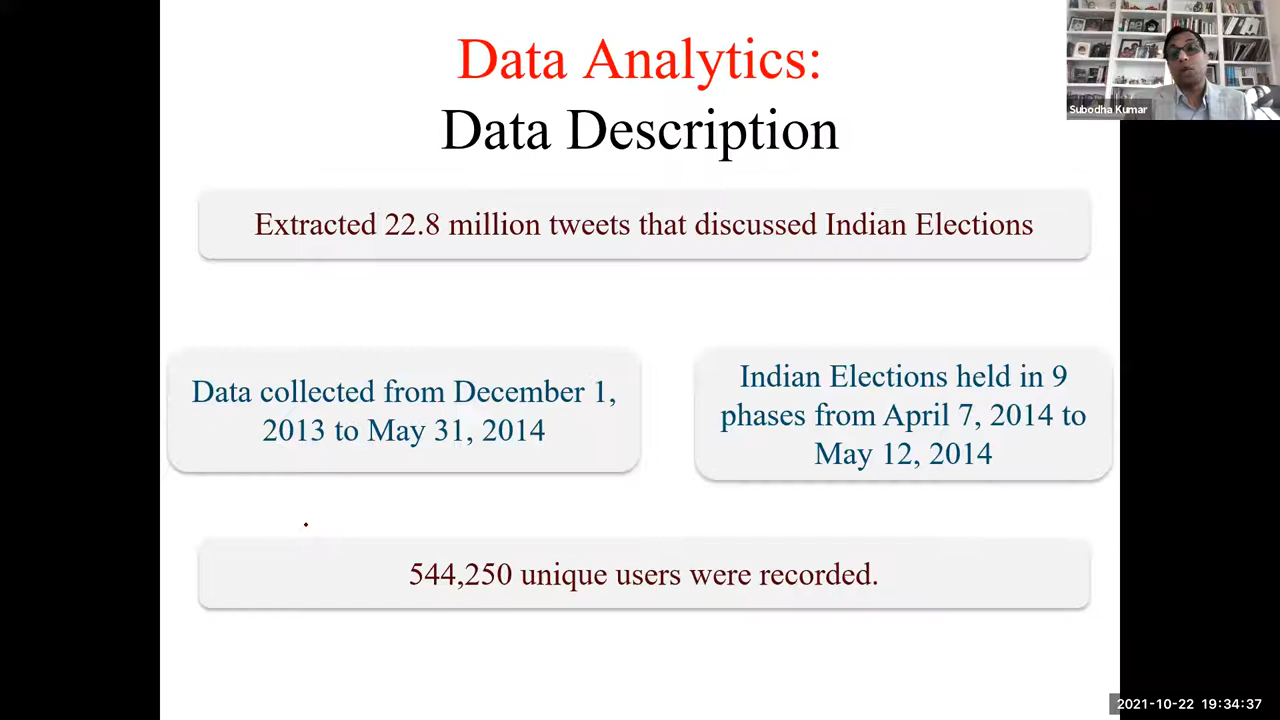 Data Analytics:
Data Description
Subodha Kumar
Extracted 22.8 million tweets that discussed Indian Elections
Data collected from December 1,
2013 to May 31, 2014
Indian Elections held in 9
phases from April 7, 2014 to
May 12, 2014
544,250 unique users were recorded.
2021-10-22 19:34:37